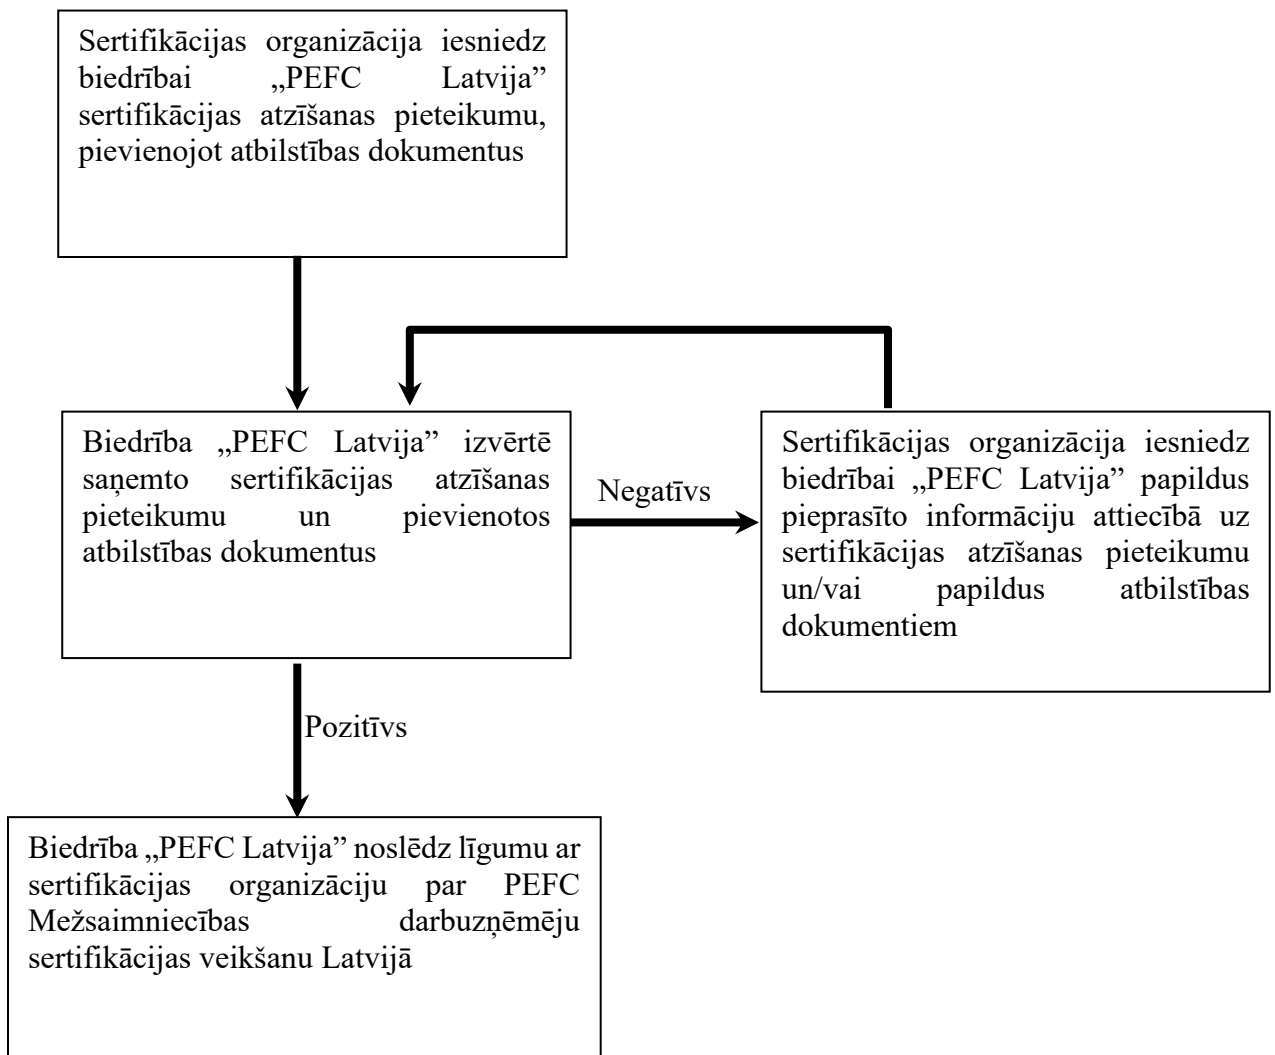 Sertifikācijas organizācija iesniedz
biedrībai „PEFC Latvija”
sertifikācijas atzīšanas pieteikumu,
pievienojot atbilstības dokumentus
Biedrība „PEFC Latvija” izvērtē
saņemto sertifikācijas atzīšanas
pieteikumu un pievienotos
atbilstības dokumentus
Negatīvs
Sertifikācijas organizācija iesniedz
biedrībai „PEFC Latvija” papildus
pieprasīto informāciju attiecībā uz
sertifikācijas atzīšanas pieteikumu
un/vai papildus atbilstības
dokumentiem
Pozitīvs
Biedrība „PEFC Latvija” noslēdz līgumu ar
sertifikācijas organizāciju par PEFC
Mežsaimniecības darbuzņēmēju
sertifikācijas veikšanu Latvijā